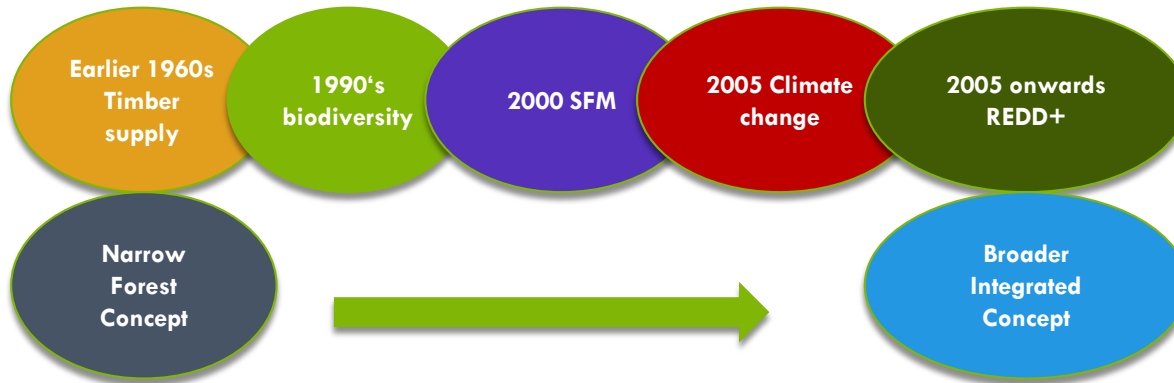 Earlier 1960s
Timber
supply
1990‘s
biodiversity
2000 SFM
2005 Climate
change
2005 onwards
REDD+
Narrow
Forest
Concept
Broader
Integrated
Concept